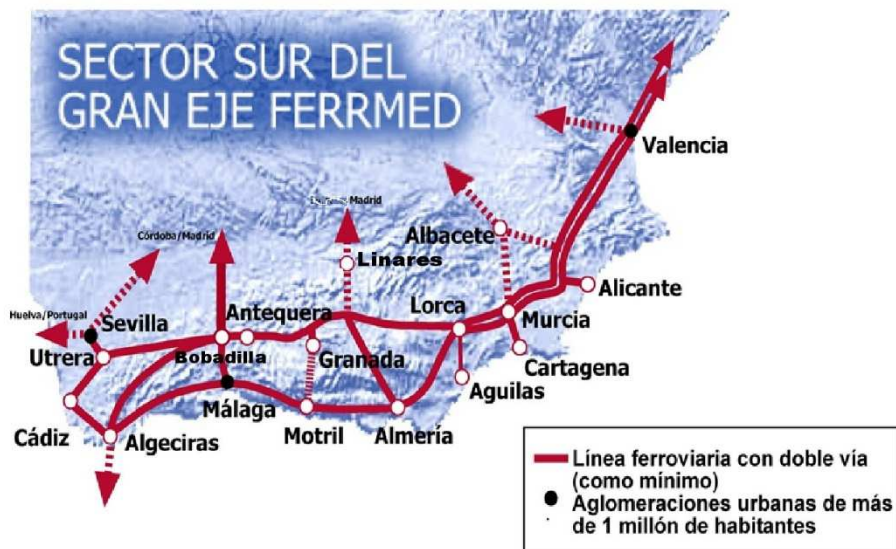 SECTOR SUR DEL
GRAN EJE FERRMED
Valencia
Madrid
Albacete
Córdoba/Madrid
Linares
Alicante
Huelva/Portugal
Sevilla
Antequera
Lorca
Murcia
Utrera
Bobadilla
Granada
Cartagena
Aguilas
Málaga
Cádiz
Algeciras
Motril
Almería
Línea ferroviaria con doble vía
(como mínimo)
Aglomeraciones urbanas de más
de 1 millón de habitantes